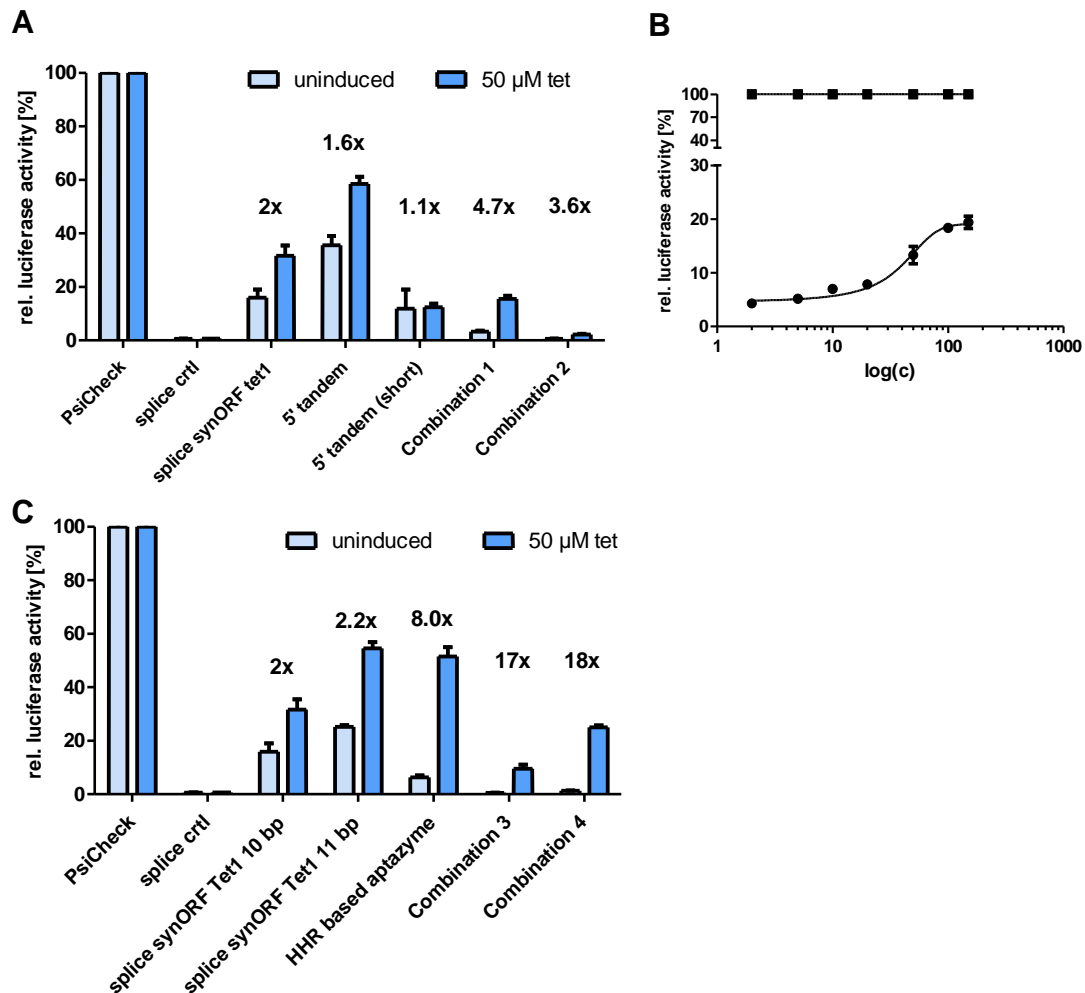 A
rel. luciferase activity [%]
100
80
60
40
20
0
uninduced
50 µM tet
2x
1.6x
1.1x
4.7x
3.6x
PsiCheck
splice crtl
splice synORF tet1
5' tandem
5' tandem (short)
Combination 1
Combination 2
B
rel. luciferase activity [%]
100
70
40
30
20
10
0
1
10
100
1000
log(c)
C
rel. luciferase activity [%]
100
80
60
40
20
0
uninduced
50 µM tet
2x
2.2x
8.0x
17x
18x
PsiCheck
splice crtl
splice synORF Tet1 10 bp
splice synORF Tet1 11 bp
HHR based aptazyme
Combination 3
Combination 4